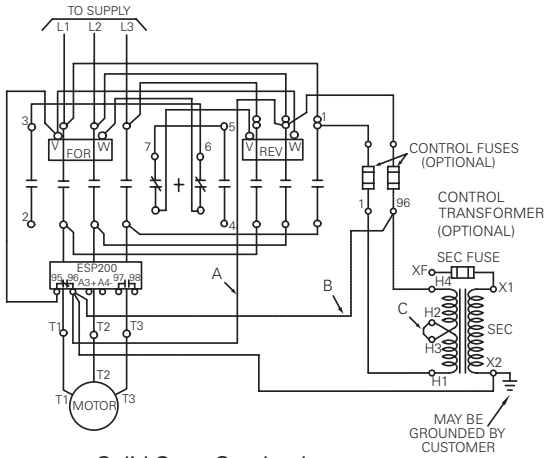 TO SUPPLY
L1 L2 L3
3 V FOR W 7 6 5 V REV W 1
2 4
CONTROL FUSES
(OPTIONAL)
1 96
CONTROL
TRANSFORMER
(OPTIONAL)
SEC FUSE
XF
H4 X1
ESP200
95 96 A3+ A4- 97 98
A B C
H2
H3
SEC
X2
H1
T1 T2 T3
T1 T2 T3
MOTOR
MAY BE
GROUNDED BY
CUSTOMER